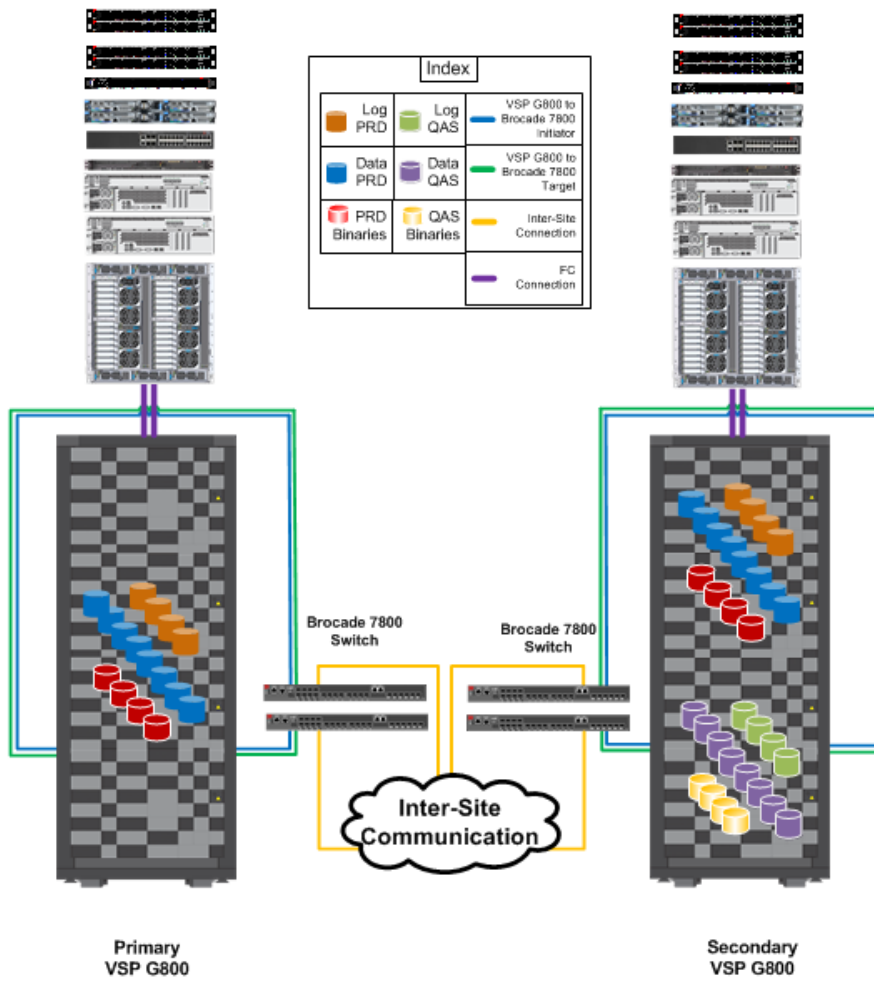 Index
Log
PRD
Log
QAS
VSP G800 to
Brocade 7800
Initiator
Data
PRD
Data
QAS
VSP G800 to
Brocade 7800
Target
PRD
Binaries
QAS
Binaries
Inter-Site
Connection
FC
Connection
Brocade 7800
Switch
Brocade 7800
Switch
Inter-Site
Communication
Primary
VSP G800
Secondary
VSP G800